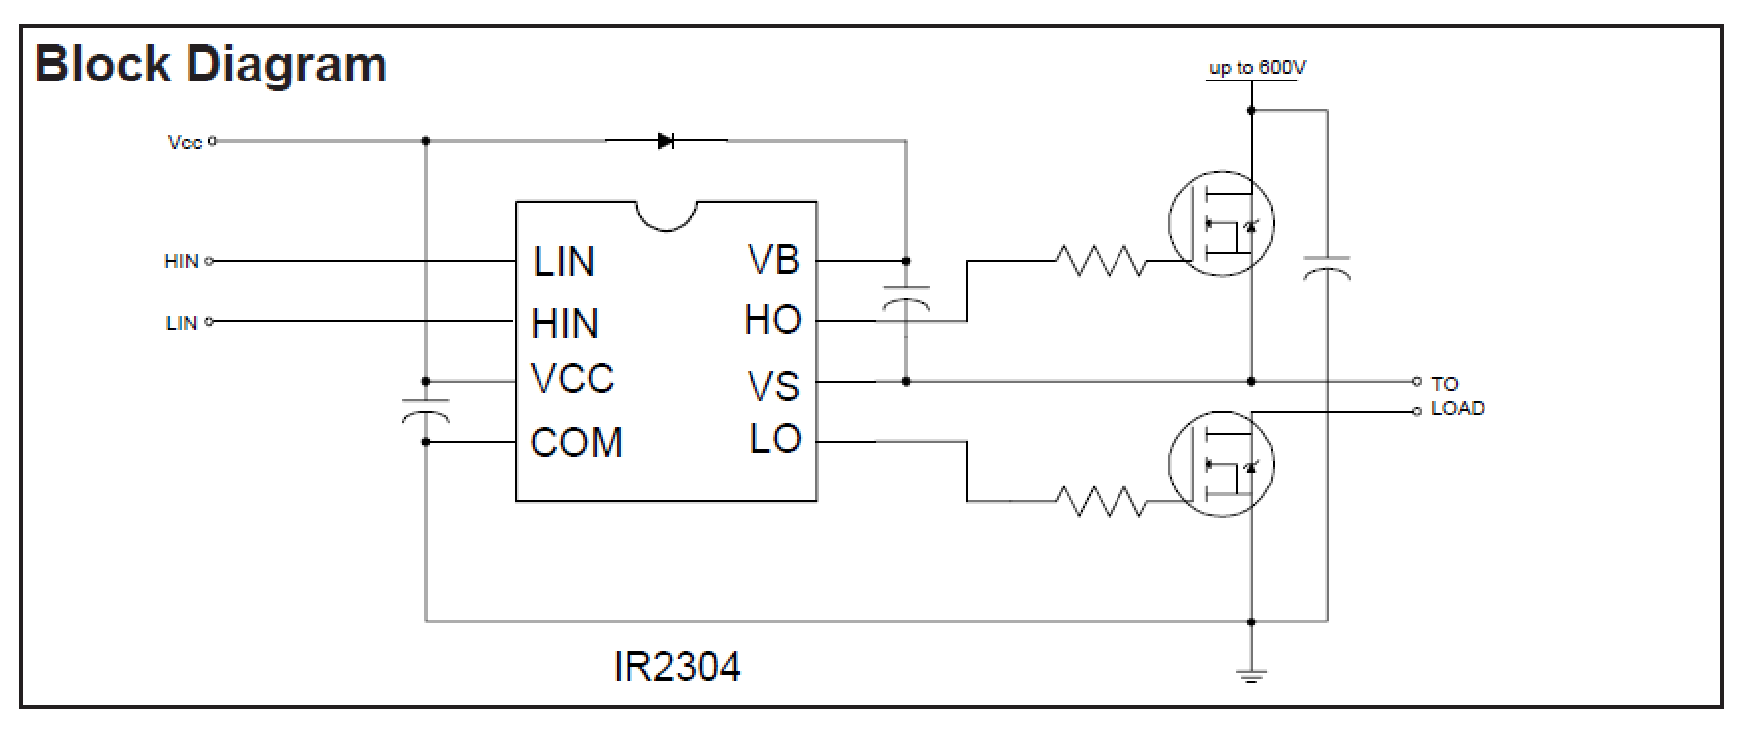 Block Diagram
up to 600V
Vcc
HIN
LIN
LIN
HIN
VCC
COM
VB
HO
VS
LO
TO
LOAD
IR2304